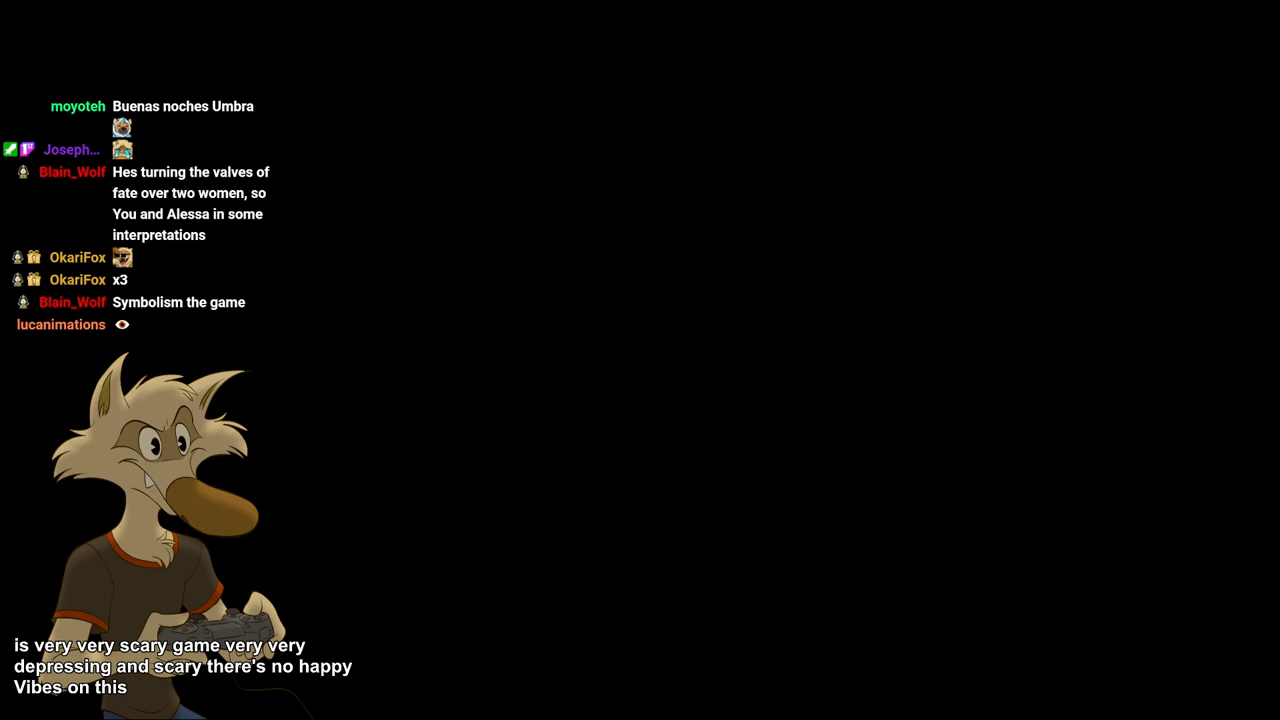 moyoteh Buenas noches Umbra
Joseph...
Blain_Wolf Hes turning the valves of
fate over two women, so
You and Alessa in some
interpretations
OkariFox
OkariFox x3
Blain_Wolf Symbolism the game
lucanimations
is very very scary game very very
depressing and scary there's no happy
Vibes on this